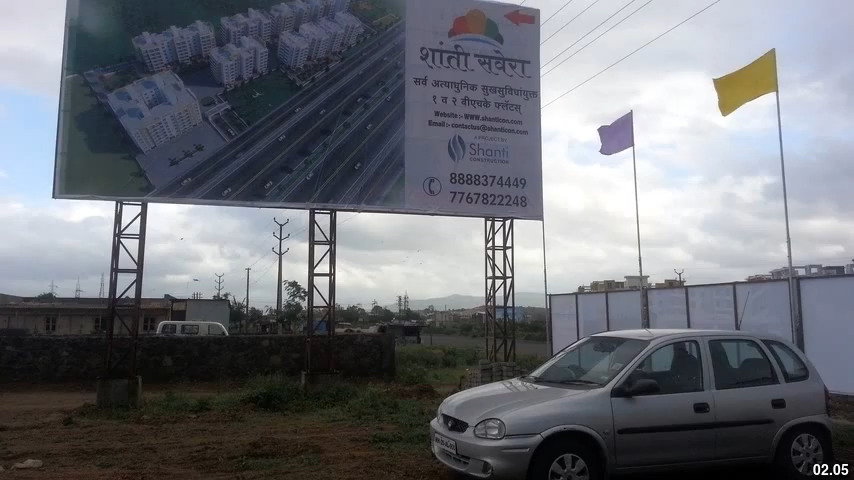 शांती सवेरा
सर्व अत्याधुनिक सुखसुविधांयुक्त
१ व २ बीएचके फ्लॅटस्
Website :- WWW.shanticon.com
Email :- contactus@shanticon.com
Shanti
CONSTRUCTION
8888374449
7767822248
02.05